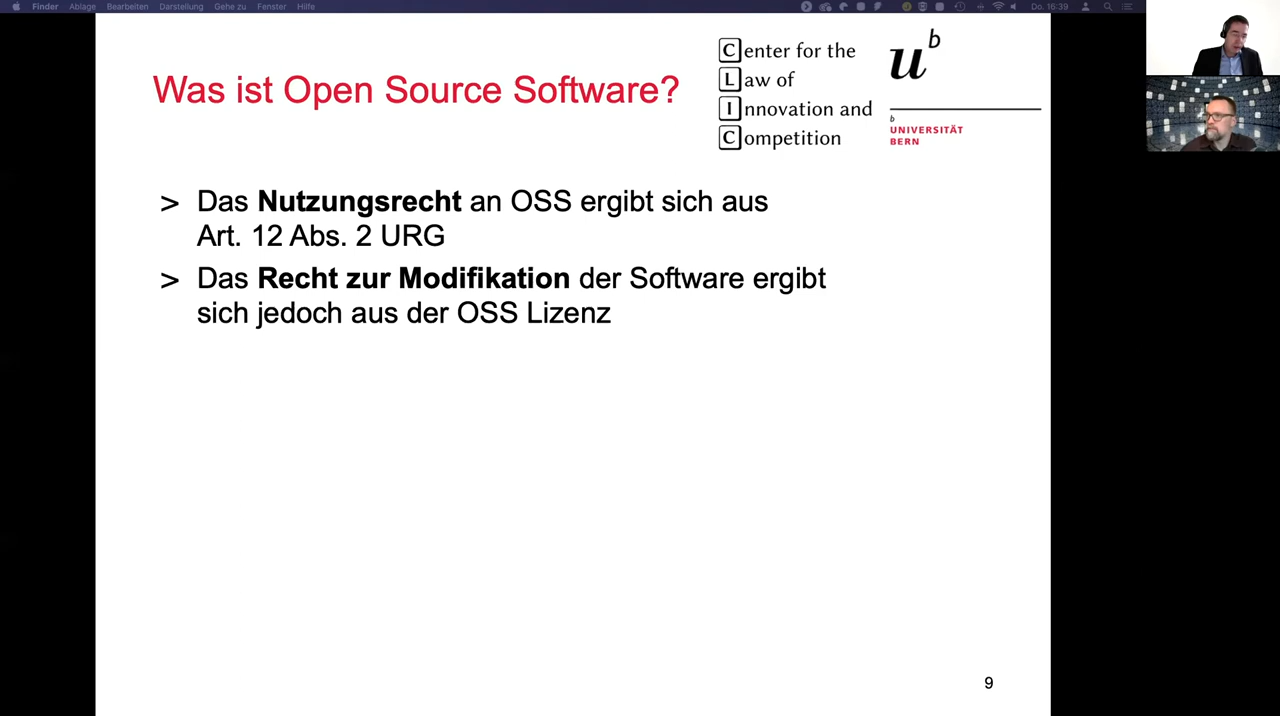 Finder Ablage Bearbeiten Darstellung Gehe zu Fenster Hilfe
Do. 16:39
Was ist Open Source Software?
Center for the
Law of
Innovation and
Competition
u b
b
UNIVERSITÄT
BERN
> Das Nutzungsrecht an OSS ergibt sich aus
Art. 12 Abs. 2 URG
> Das Recht zur Modifikation der Software ergibt
sich jedoch aus der OSS Lizenz
9